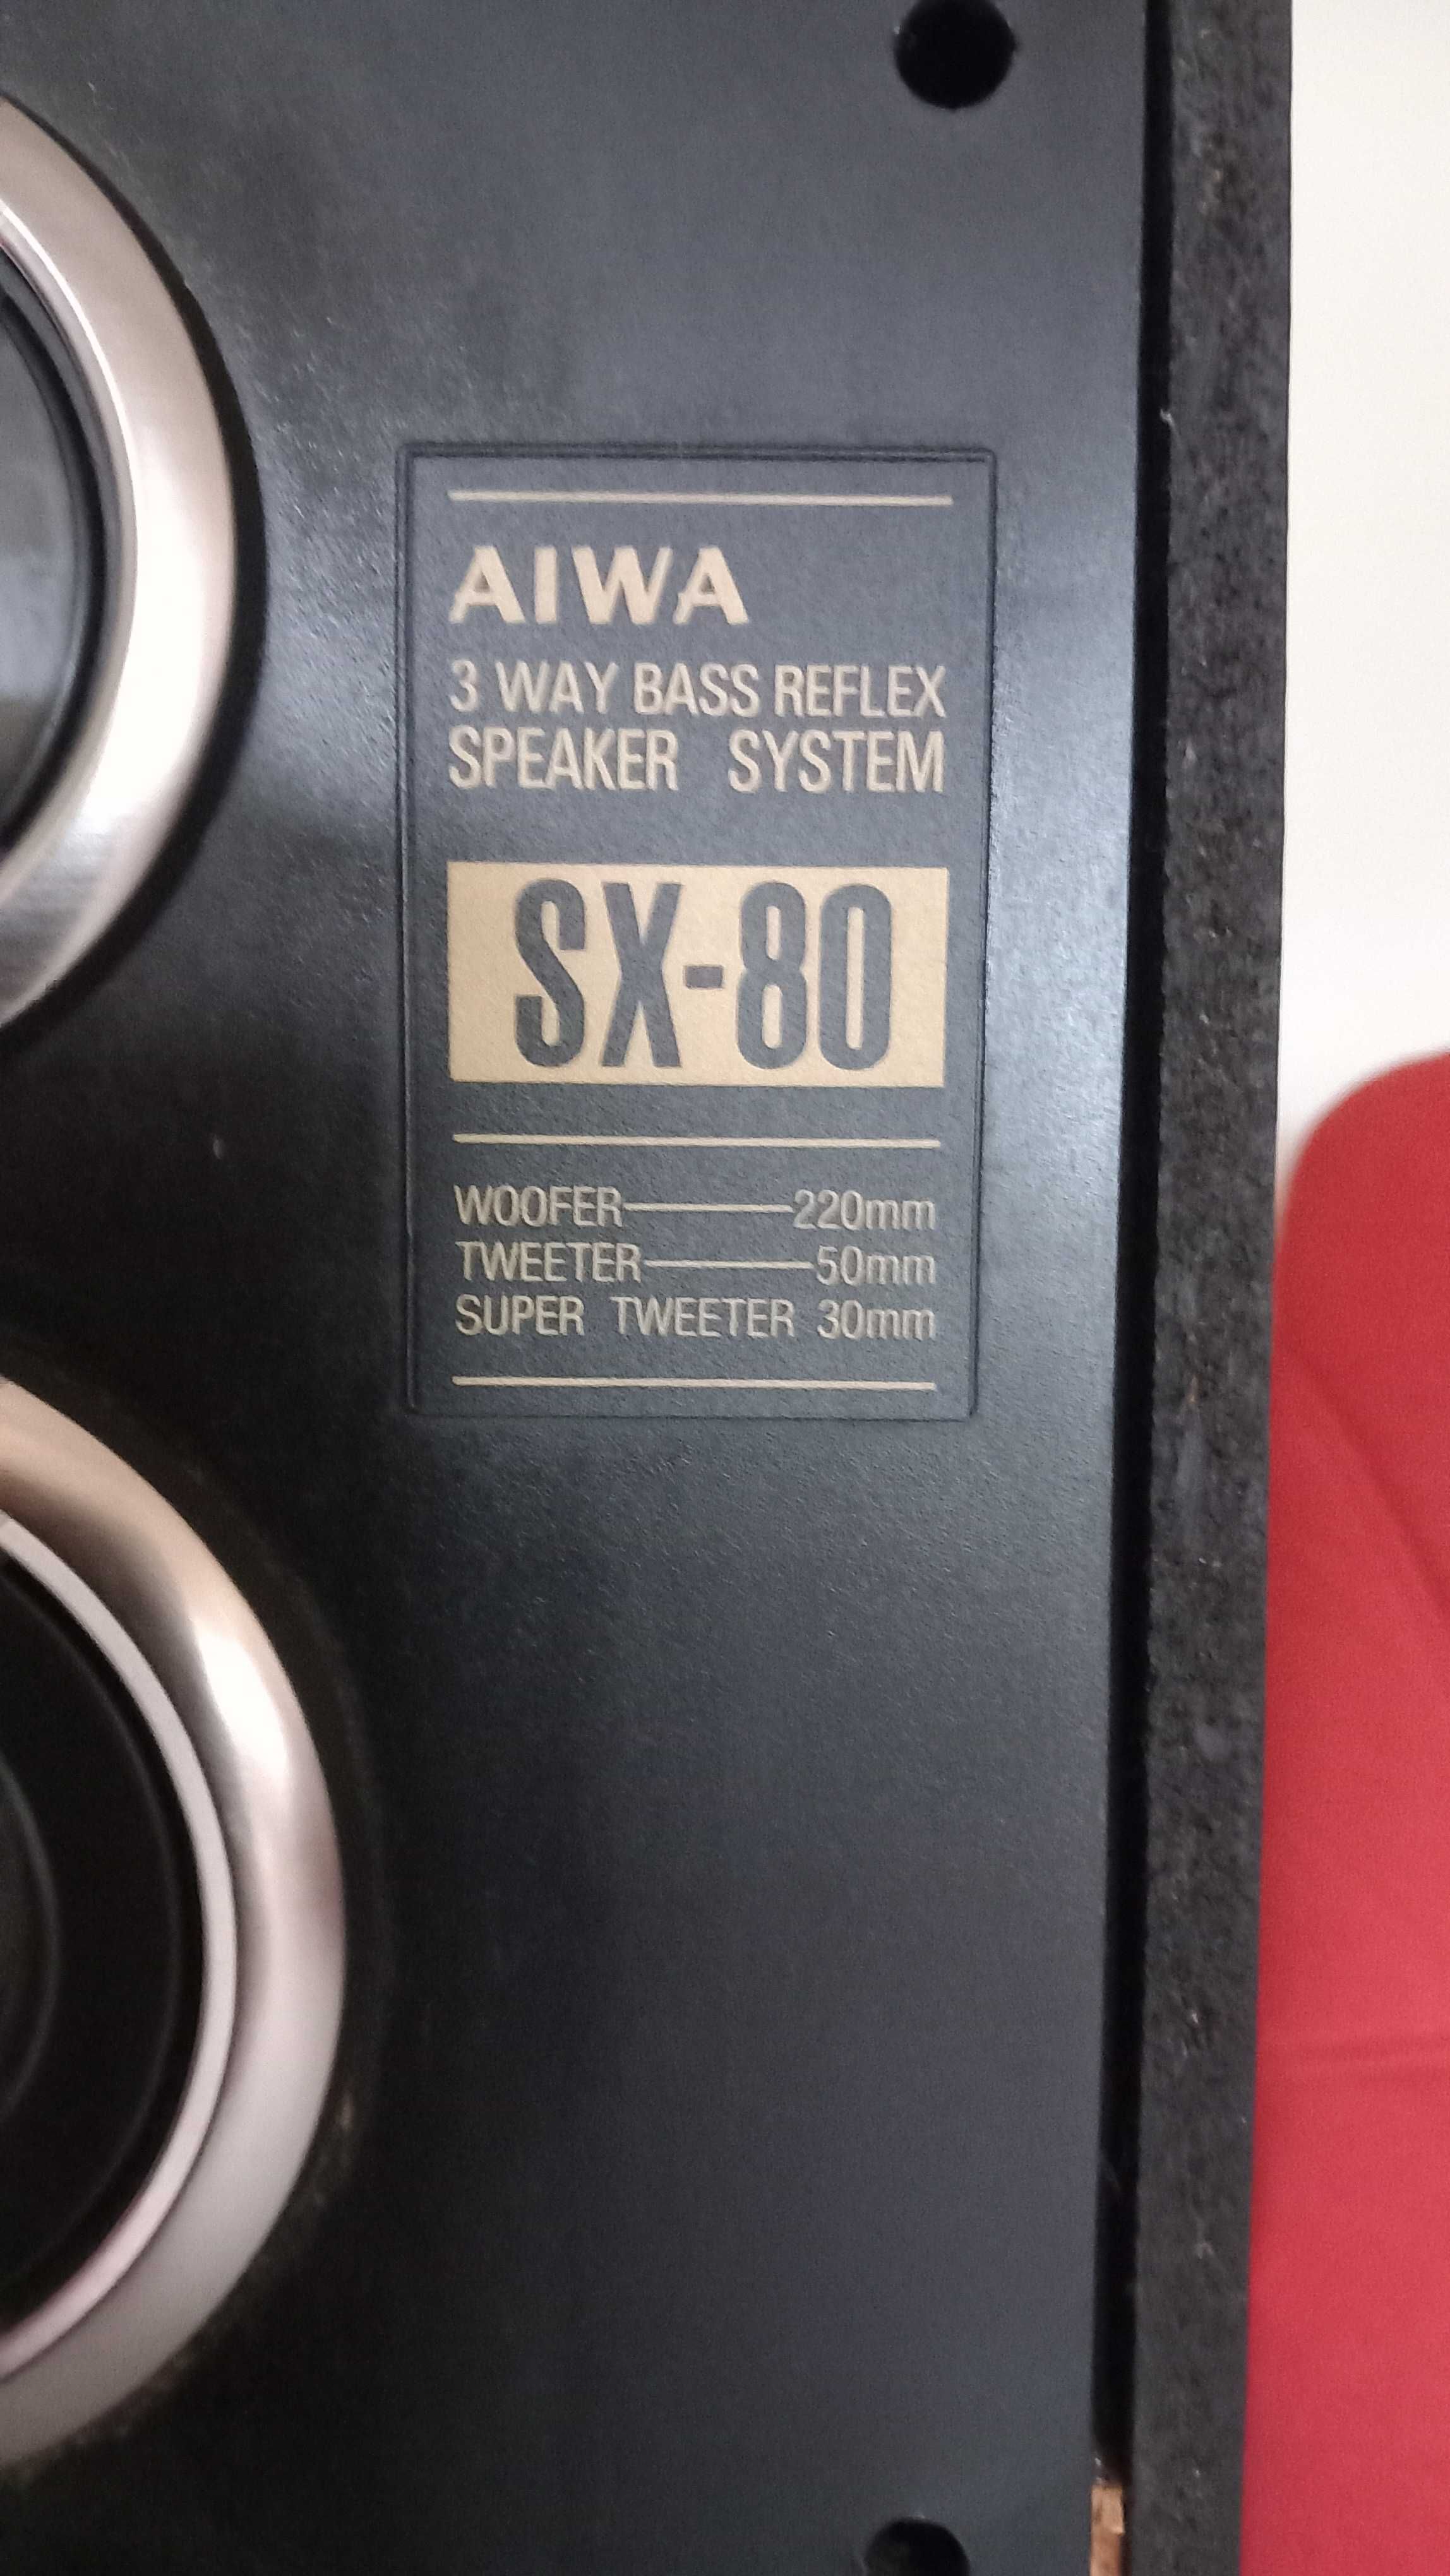 AIWA
3 WAY BASS REFLEX
SPEAKER SYSTEM
SX-80
WOOFER 220mm
TWEETER 50mm
SUPER TWEETER 30mm